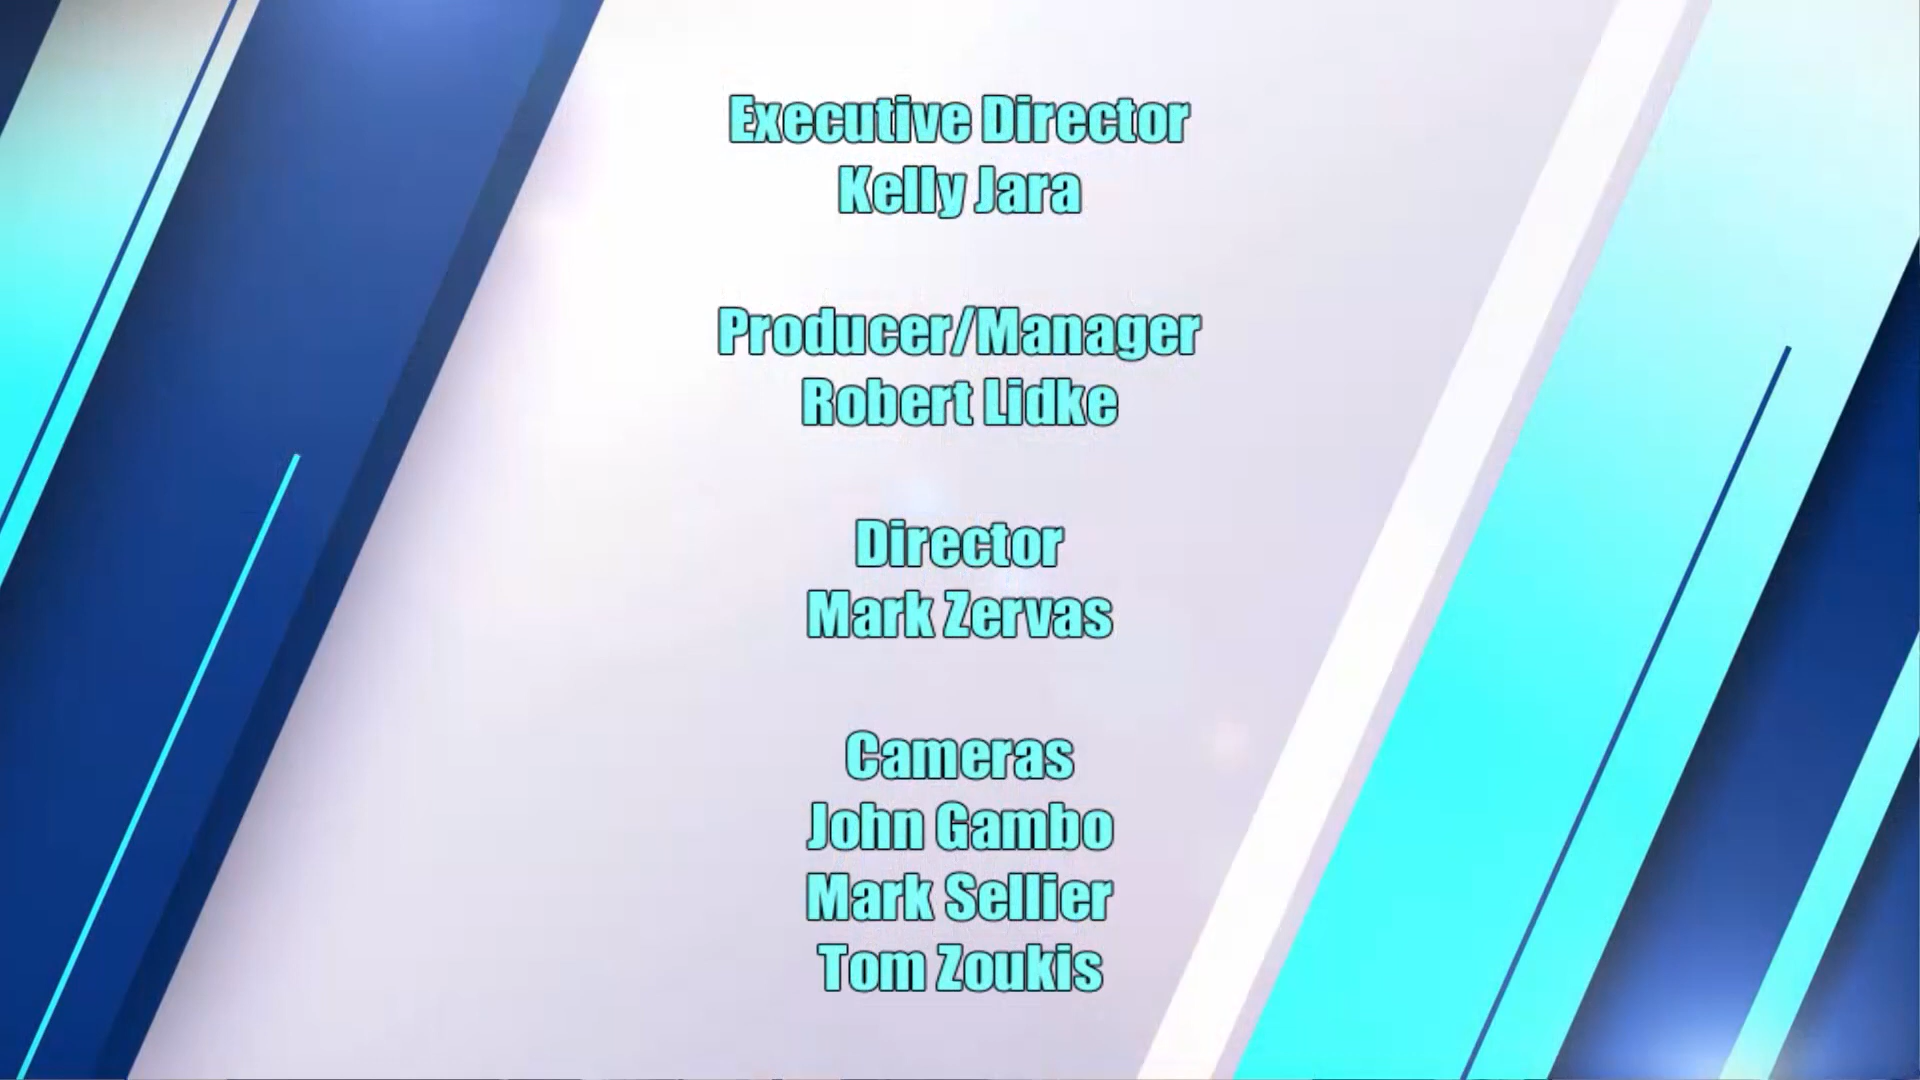 Executive Director
Kelly Jara
Producer/Manager
Robert Lidke
Director
Mark Zervas
Cameras
John Gambo
Mark Sellier
Tom Zoukis